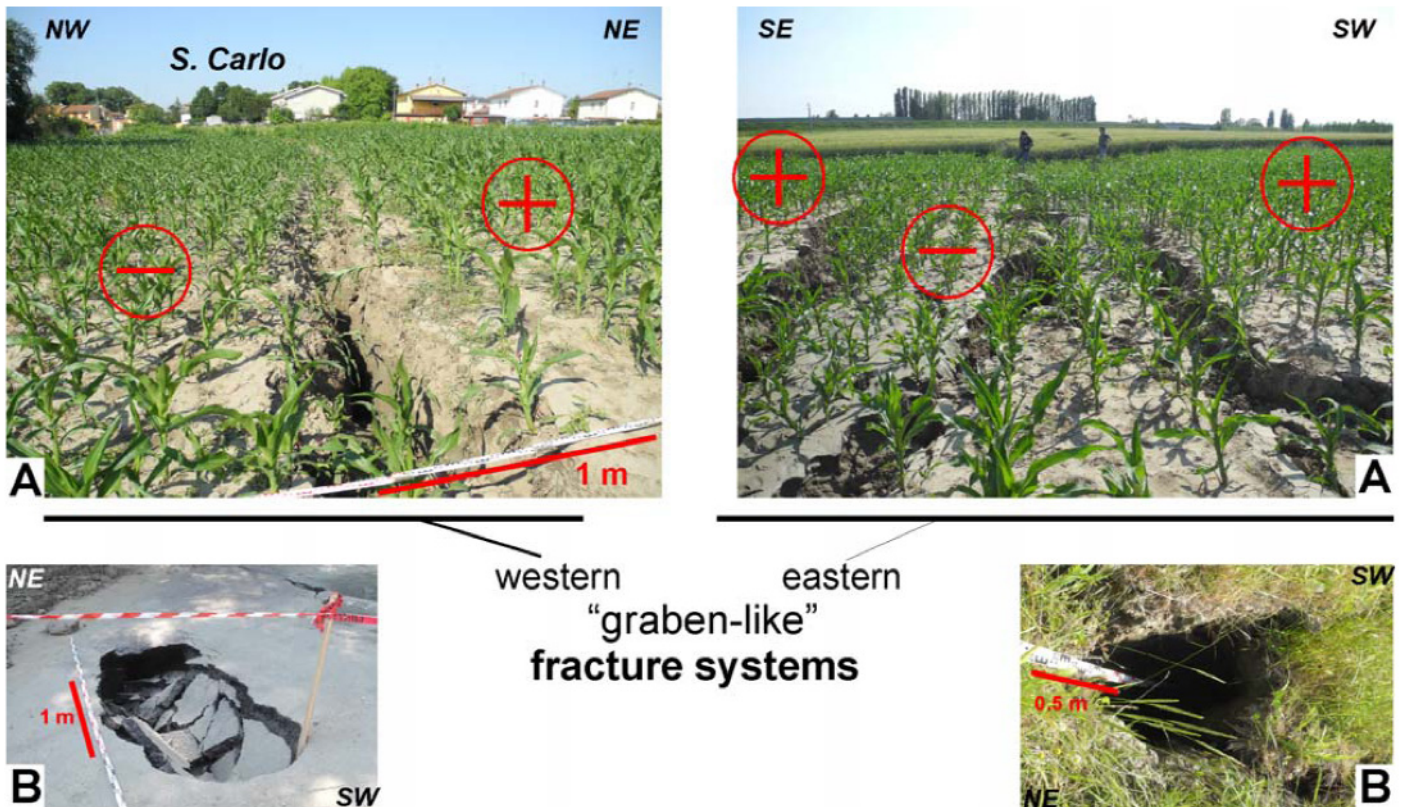 NW
NE
S. Carlo
1 m
A
SE
SW
A
western
eastern
"graben-like"
fracture systems
NE
1 m
B
SW
SW
0.5 m
B
NE